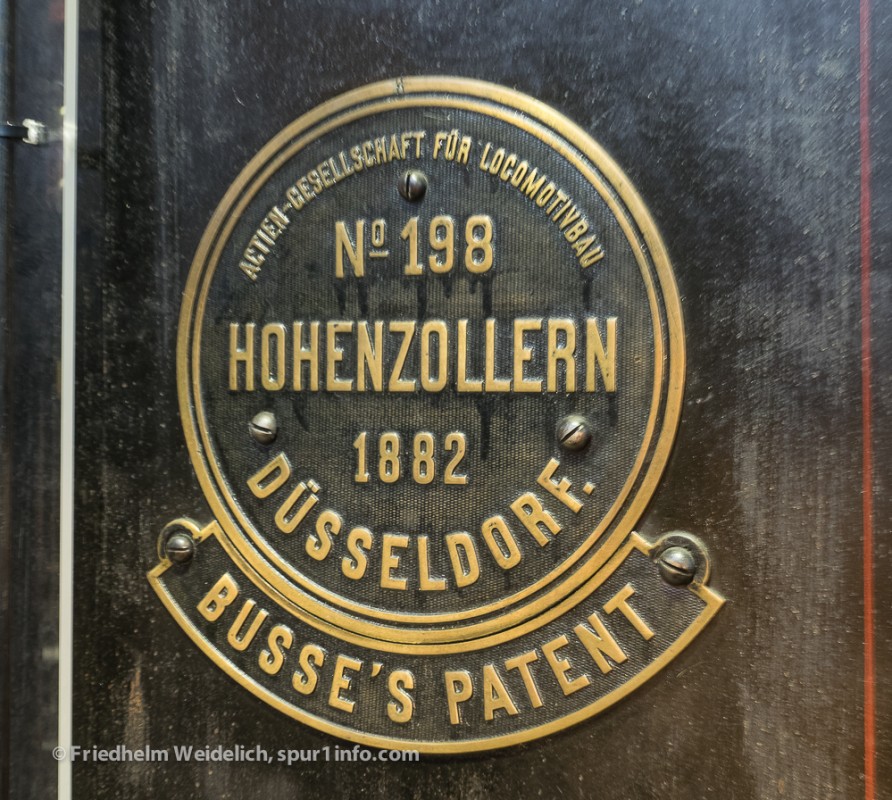 ACTIEN-GESELLSCHAFT FÜR LOCOMOTIVBAU
Nº 198
HOHENZOLLERN
1882
DÜSSELDORF.
BUSSE'S PATENT
© Friedhelm Weidelich, spur1info.com